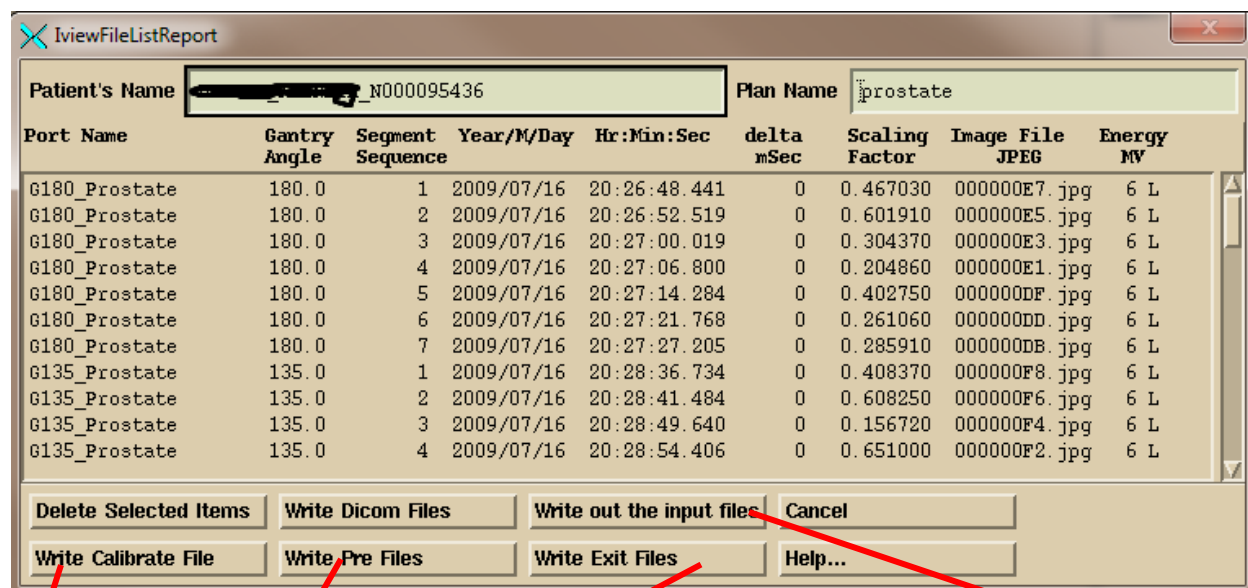 IviewFileListReport
Patient's Name _N000095436 Plan Name prostate
Port Name Gantry Segment Year/M/Day Hr:Min:Sec delta Scaling Image File Energy
Angle Sequence mSec Factor JPEG MV
G180_Prostate 180.0 1 2009/07/16 20:26:48.441 0 0.467030 000000E7.jpg 6 L
G180_Prostate 180.0 2 2009/07/16 20:26:52.519 0 0.601910 000000E5.jpg 6 L
G180_Prostate 180.0 3 2009/07/16 20:27:00.019 0 0.304370 000000E3.jpg 6 L
G180_Prostate 180.0 4 2009/07/16 20:27:06.800 0 0.204860 000000E1.jpg 6 L
G180_Prostate 180.0 5 2009/07/16 20:27:14.284 0 0.402750 000000DF.jpg 6 L
G180_Prostate 180.0 6 2009/07/16 20:27:21.768 0 0.261060 000000DD.jpg 6 L
G180_Prostate 180.0 7 2009/07/16 20:27:27.205 0 0.285910 000000DB.jpg 6 L
G135_Prostate 135.0 1 2009/07/16 20:28:36.734 0 0.408370 000000F8.jpg 6 L
G135_Prostate 135.0 2 2009/07/16 20:28:41.484 0 0.608250 000000F6.jpg 6 L
G135_Prostate 135.0 3 2009/07/16 20:28:49.640 0 0.156720 000000F4.jpg 6 L
G135_Prostate 135.0 4 2009/07/16 20:28:54.406 0 0.651000 000000F2.jpg 6 L
Delete Selected Items Write Dicom Files Write out the input files Cancel
Write Calibrate File Write Pre Files Write Exit Files Help...